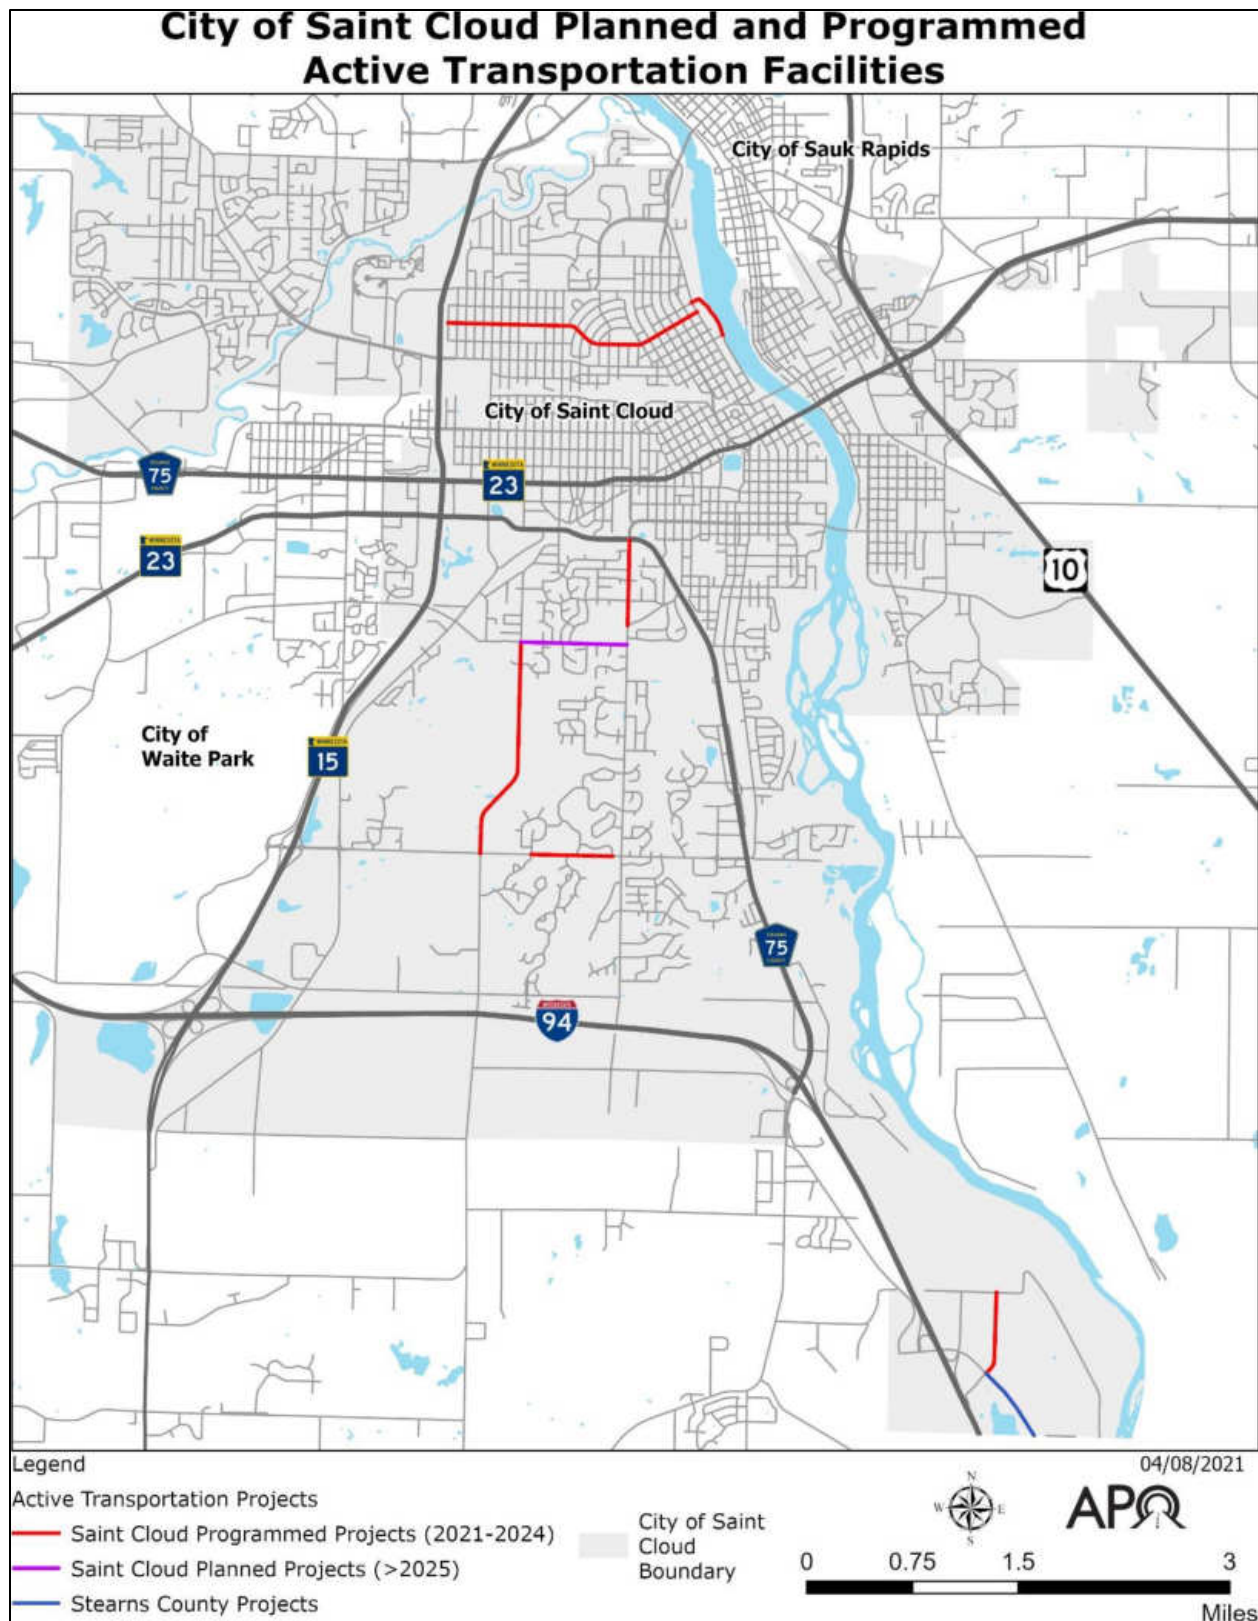 City of Saint Cloud Planned and Programmed
Active Transportation Facilities
City of Sauk Rapids
City of Saint Cloud
75
MINNESOTA
23
MINNESOTA
23
10
City of
Waite Park
MINNESOTA
15
75
94
Legend
04/08/2021
Active Transportation Projects
Saint Cloud Programmed Projects (2021-2024)
Saint Cloud Planned Projects (>2025)
Stearns County Projects
City of Saint
Cloud
Boundary
N
W E
S
APO
0 0.75 1.5 3
Miles